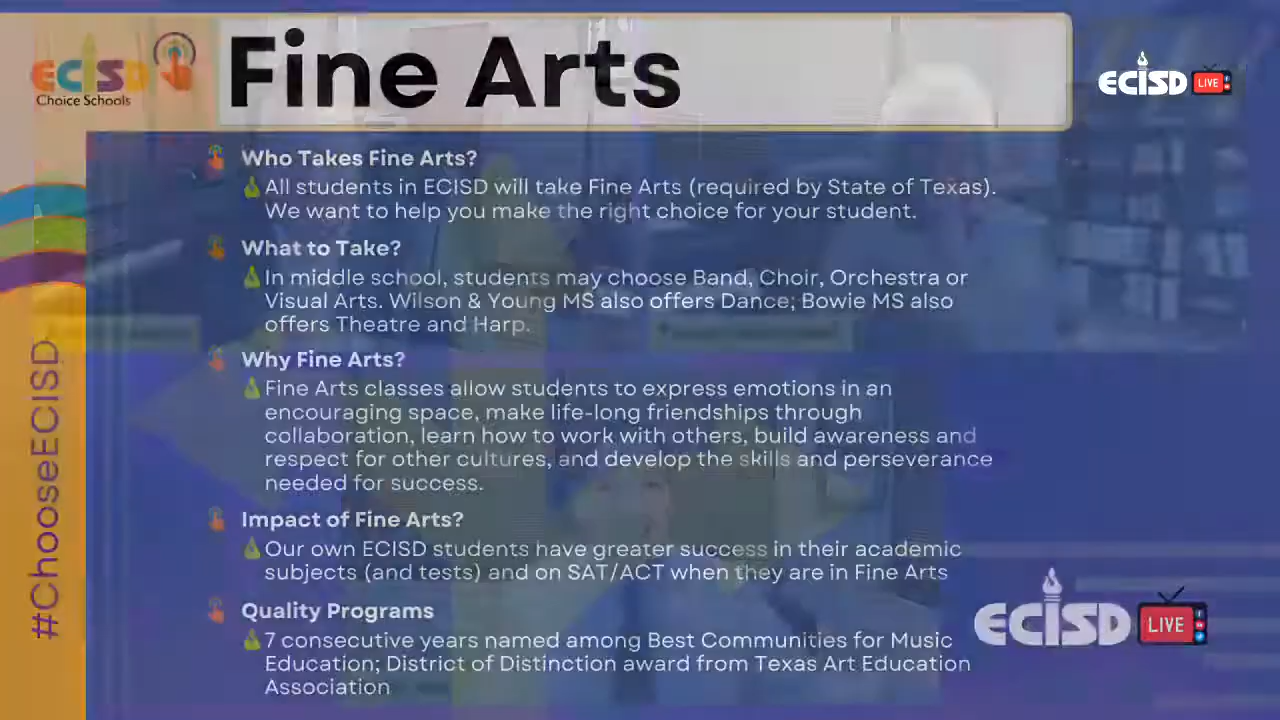 Fine Arts
ECISD
Choice Schools
ECISD LIVE
Who Takes Fine Arts?
All students in ECISD will take Fine Arts (required by State of Texas).
We want to help you make the right choice for your student.
What to Take?
In middle school, students may choose Band, Choir, Orchestra or
Visual Arts. Wilson & Young MS also offers Dance; Bowie MS also
offers Theatre and Harp.
Why Fine Arts?
Fine Arts classes allow students to express emotions in an
encouraging space, make life-long friendships through
collaboration, learn how to work with others, build awareness and
respect for other cultures, and develop the skills and perseverance
needed for success.
Impact of Fine Arts?
Our own ECISD students have greater success in their academic
subjects (and tests) and on SAT/ACT when they are in Fine Arts
Quality Programs
7 consecutive years named among Best Communities for Music
Education; District of Distinction award from Texas Art Education
Association
#ChooseECISD
ECISD LIVE